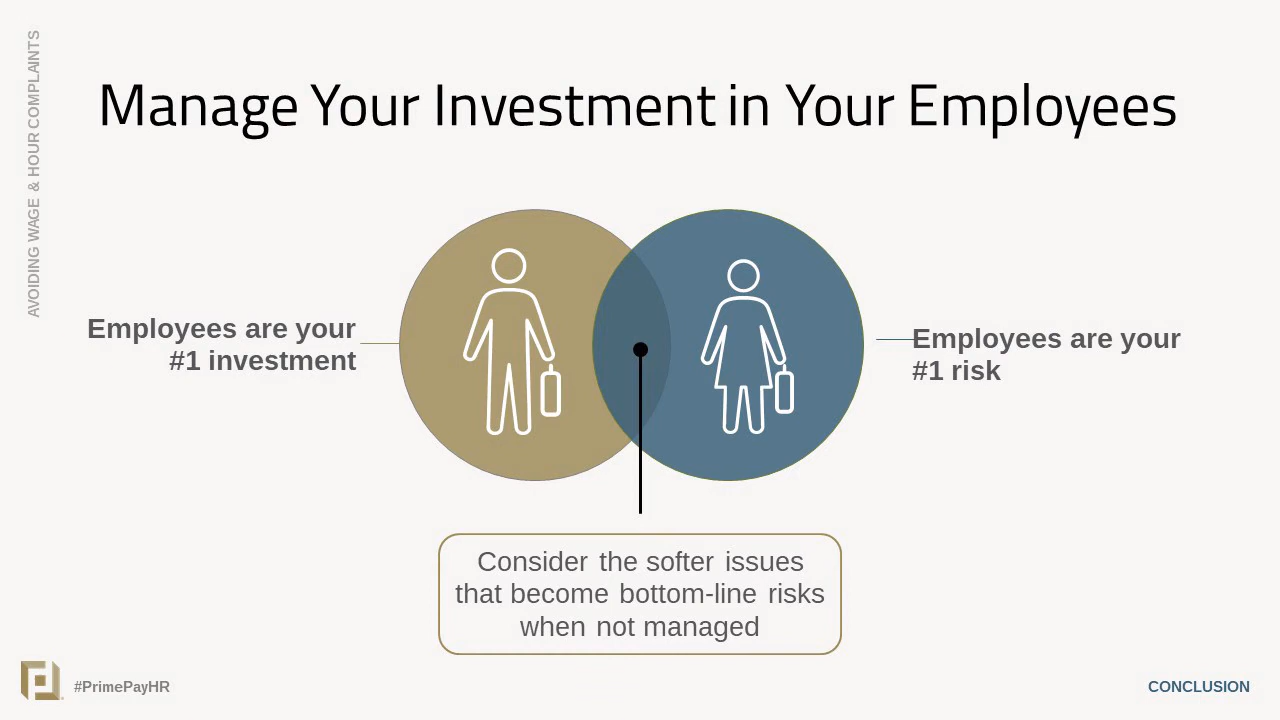 AVOIDING WAGE & HOUR COMPLAINTS
Manage Your Investment in Your Employees
Employees are your
#1 investment
Employees are your
#1 risk
Consider the softer issues
that become bottom-line risks
when not managed
#PrimePayHR
CONCLUSION